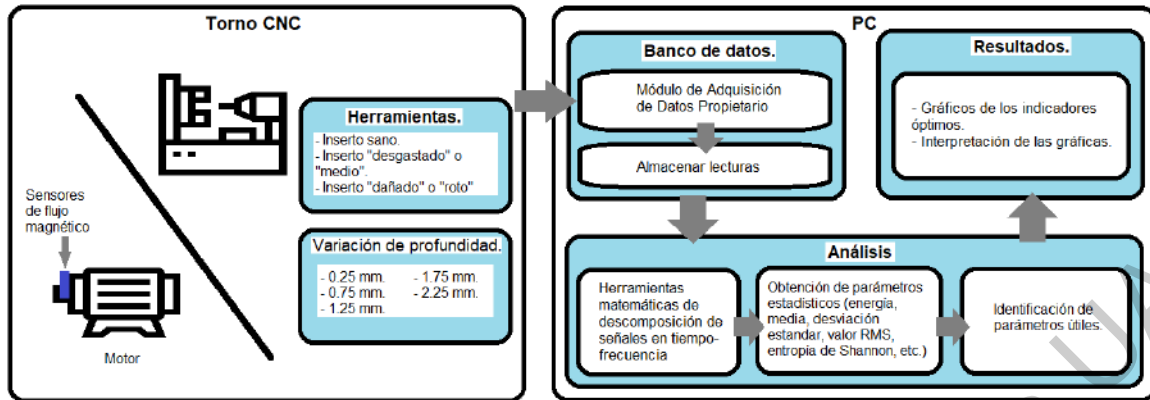 Torno CNC
Herramientas.
- Inserto sano.
- Inserto "desgastado" o
"medio".
- Inserto "dañado" o "roto"
Sensores
de flujo
magnético
Motor
Variación de profundidad.
- 0.25 mm. - 1.75 mm.
- 0.75 mm. - 2.25 mm.
- 1.25 mm.
PC
Banco de datos.
Módulo de Adquisición
de Datos Propietario
Almacenar lecturas
Resultados.
- Gráficos de los indicadores
óptimos.
- Interpretación de las gráficas.
Análisis
Herramientas
matemáticas de
descomposición de
señales en tiempo-
frecuencia
Obtención de parámetros
estadísticos (energía,
media, desviación
estandar, valor RMS,
entropia de Shannon, etc.)
Identificación de
parámetros útiles.